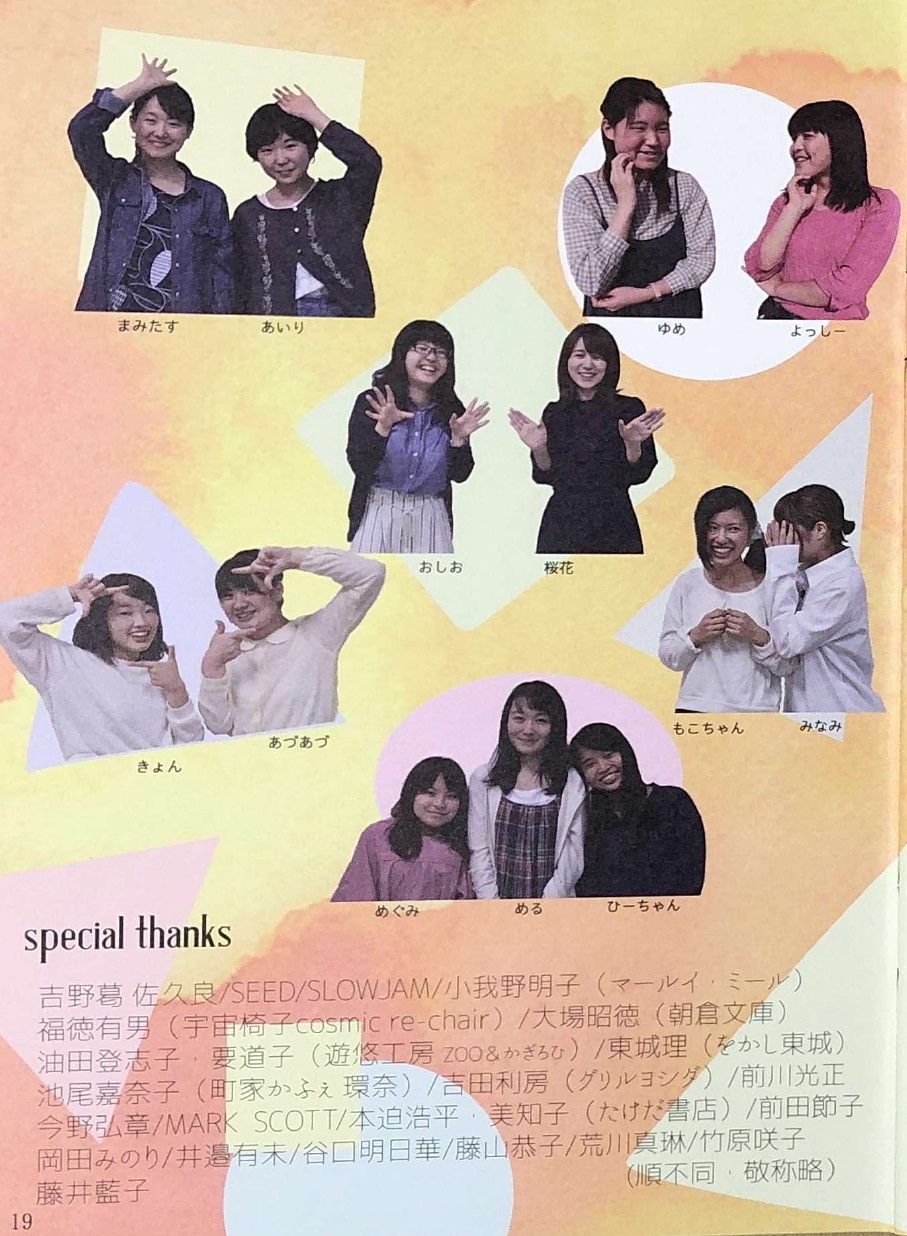 まみたす あいり
ゆめ よっしー
おしお 桜花
もこちゃん みなみ
きょん あづあづ
めぐみ める ひーちゃん
special thanks
吉野葛 佐久良/SEED/SLOWJAM/小我野明子（マールイ・ミール）
福徳有男（宇宙椅子cosmic re-chair）/大場昭徳（朝倉文庫）
油田登志子・要道子（遊悠工房 ZOO&かぎろひ）/東城理（をかし東城）
池尾嘉奈子（町家かふぇ 環奈）/吉田利房（グリルヨシダ）/前川光正
今野弘章/MARK SCOTT/本迫浩平・美知子（たけだ書店）/前田節子
岡田みのり/井邉有未/谷口明日華/藤山恭子/荒川真琳/竹原咲子
藤井藍子 （順不同・敬称略）
19